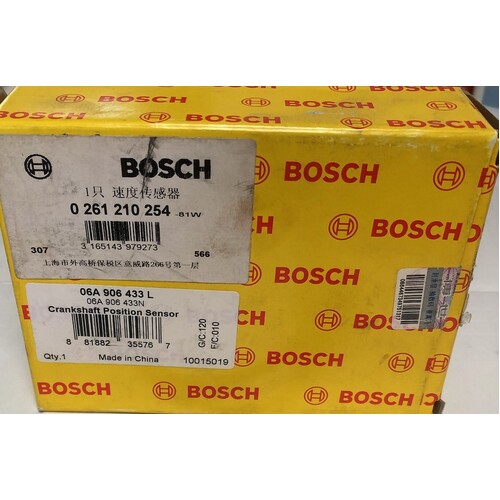 BOSCH BOSCH BOSCH
BOSCH
1只 速度传感器
0 261 210 254 -81W
307
3 165143 979273
566
上海市外高桥保税区意威路266号第一层
06A 906 433 L
06A 906 433N
Crankshaft Position Sensor
8 81882 35576 7
G/C:120
E/C:010
Qty.1 Made in China 10015019
BOSCH
BOSCH
BOSCH
BOSCH
BOSCH
BOSCH
BOSCH
BOSCH
BOSCH